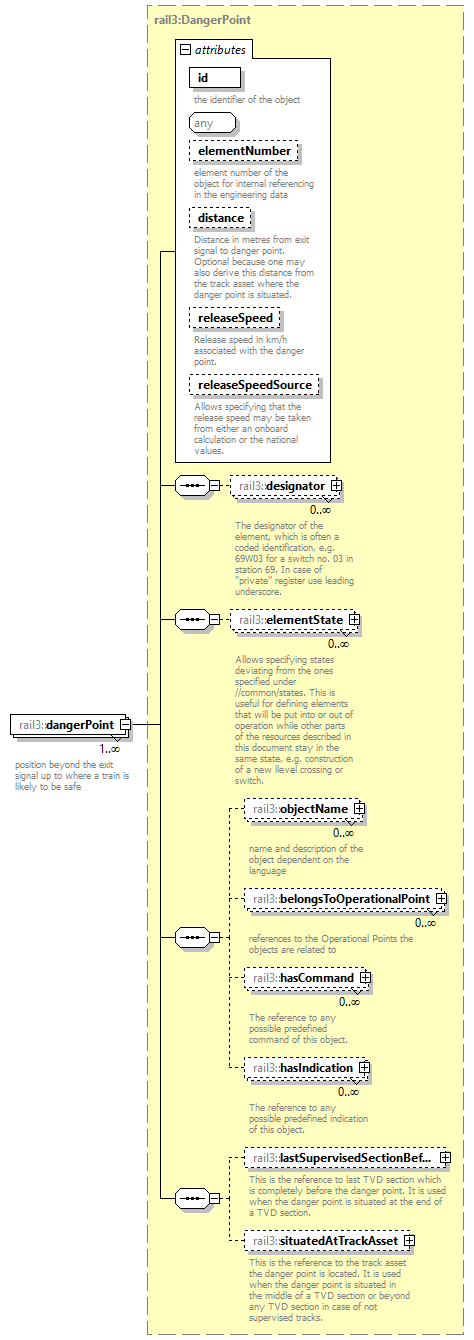 rail3:DangerPoint
attributes
id
the identifier of the object
any
elementNumber
element number of the
object for internal referencing
in the engineering data
distance
Distance in metres from exit
signal to danger point.
Optional because one may
also derive this distance from
the track asset where the
danger point is situated.
releaseSpeed
Release speed in km/h
associated with the danger
point.
releaseSpeedSource
Allows specifying that the
release speed may be taken
from either an onboard
calculation or the national
values.
rail3::designator
0..∞
The designator of the
element, which is often a
coded identification, e.g.
69W03 for a switch no. 03 in
station 69. In case of
"private" register use leading
underscore.
rail3::elementState
0..∞
Allows specifying states
deviating from the ones
specified under
//common/states. This is
useful for defining elements
that will be put into or out of
operation while other parts
of the resources described in
this document stay in the
same state, e.g. construction
of a new llevel crossing or
switch.
rail3::dangerPoint
1..∞
position beyond the exit
signal up to where a train is
likely to be safe
rail3::objectName
0..∞
name and description of the
object dependent on the
language
rail3::belongsToOperationalPoint
0..∞
references to the Operational Points the
objects are related to
rail3::hasCommand
0..∞
The reference to any
possible predefined
command of this object.
rail3::hasIndication
0..∞
The reference to any
possible predefined indication
of this object.
rail3::lastSupervisedSectionBef...
This is the reference to last TVD section which
is completely before the danger point. It is used
when the danger point is situated at the end of
a TVD section.
rail3::situatedAtTrackAsset
This is the reference to the track asset
the danger point is located. It is used
when the danger point is situated in
the middle of a TVD section or beyond
any TVD section in case of not
supervised tracks.